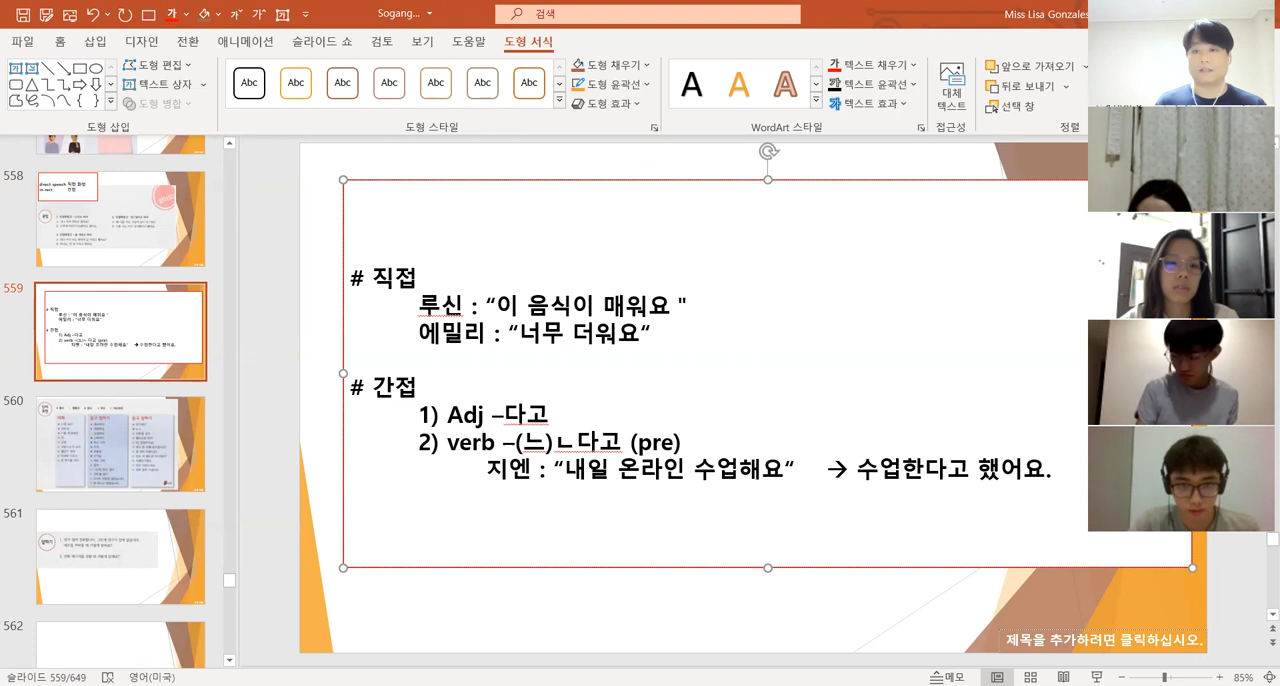 Sogang...
검색
Miss Lisa Gonzales
파일 홈 삽입 디자인 전환 애니메이션 슬라이드 쇼 검토 보기 도움말 도형 서식
도형 편집
텍스트 상자
도형 병합
도형 삽입
Abc Abc Abc Abc Abc Abc Abc
도형 채우기
도형 윤곽선
도형 효과
도형 스타일
A A A
텍스트 채우기
텍스트 윤곽선
텍스트 효과
WordArt 스타일
대체
텍스트
접근성
앞으로 가져오기
뒤로 보내기
선택 창
정렬
558
559
560
561
562
# 직접
루신 : “이 음식이 매워요 "
에밀리 : “너무 더워요“
# 간접
1) Adj –다고
2) verb –(느)ㄴ다고 (pre)
지엔 : “내일 온라인 수업해요“ → 수업한다고 했어요.
제목을 추가하려면 클릭하십시오.
슬라이드 559/649 영어(미국)
메모
85%